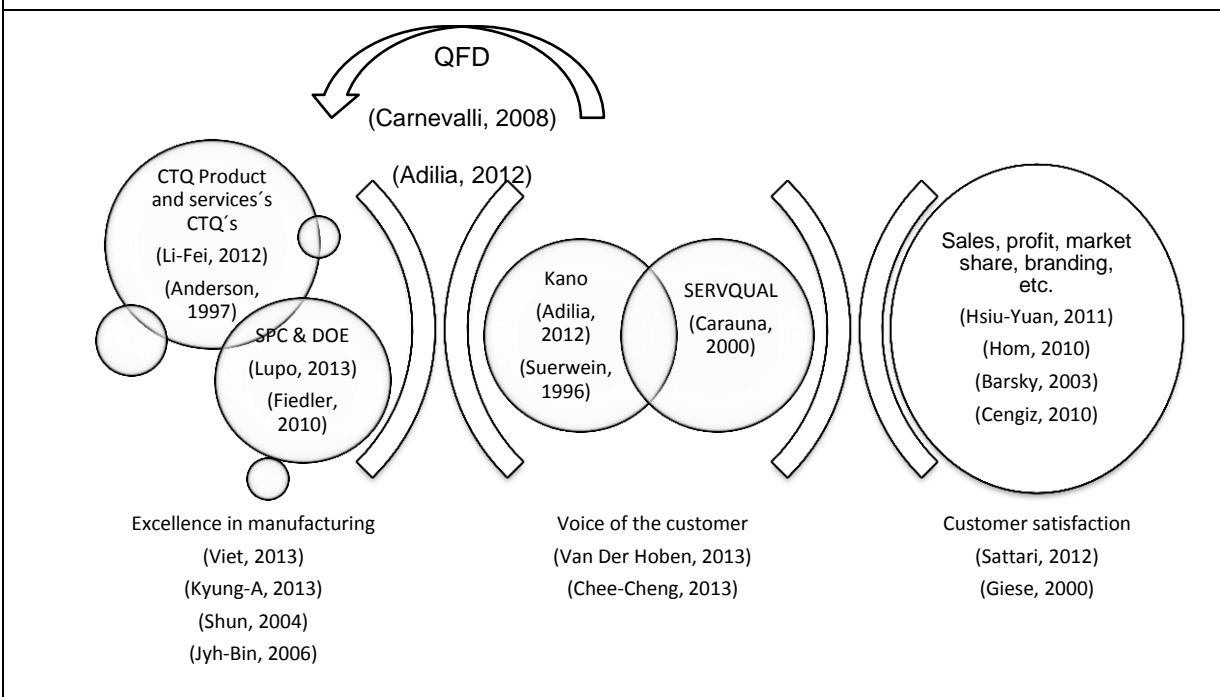 QFD
(Carnevalli, 2008)
(Adilia, 2012)
CTQ Product
and services´s
CTQ´s
(Li-Fei, 2012)
(Anderson,
1997)
SPC & DOE
(Lupo, 2013)
(Fiedler,
2010)
Kano
(Adilia,
2012)
(Suerwein,
1996)
SERVQUAL
(Carauna,
2000)
Sales, profit, market
share, branding,
etc.
(Hsiu-Yuan, 2011)
(Hom, 2010)
(Barsky, 2003)
(Cengiz, 2010)
Excellence in manufacturing
(Viet, 2013)
(Kyung-A, 2013)
(Shun, 2004)
(Jyh-Bin, 2006)
Voice of the customer
(Van Der Hoben, 2013)
(Chee-Cheng, 2013)
Customer satisfaction
(Sattari, 2012)
(Giese, 2000)